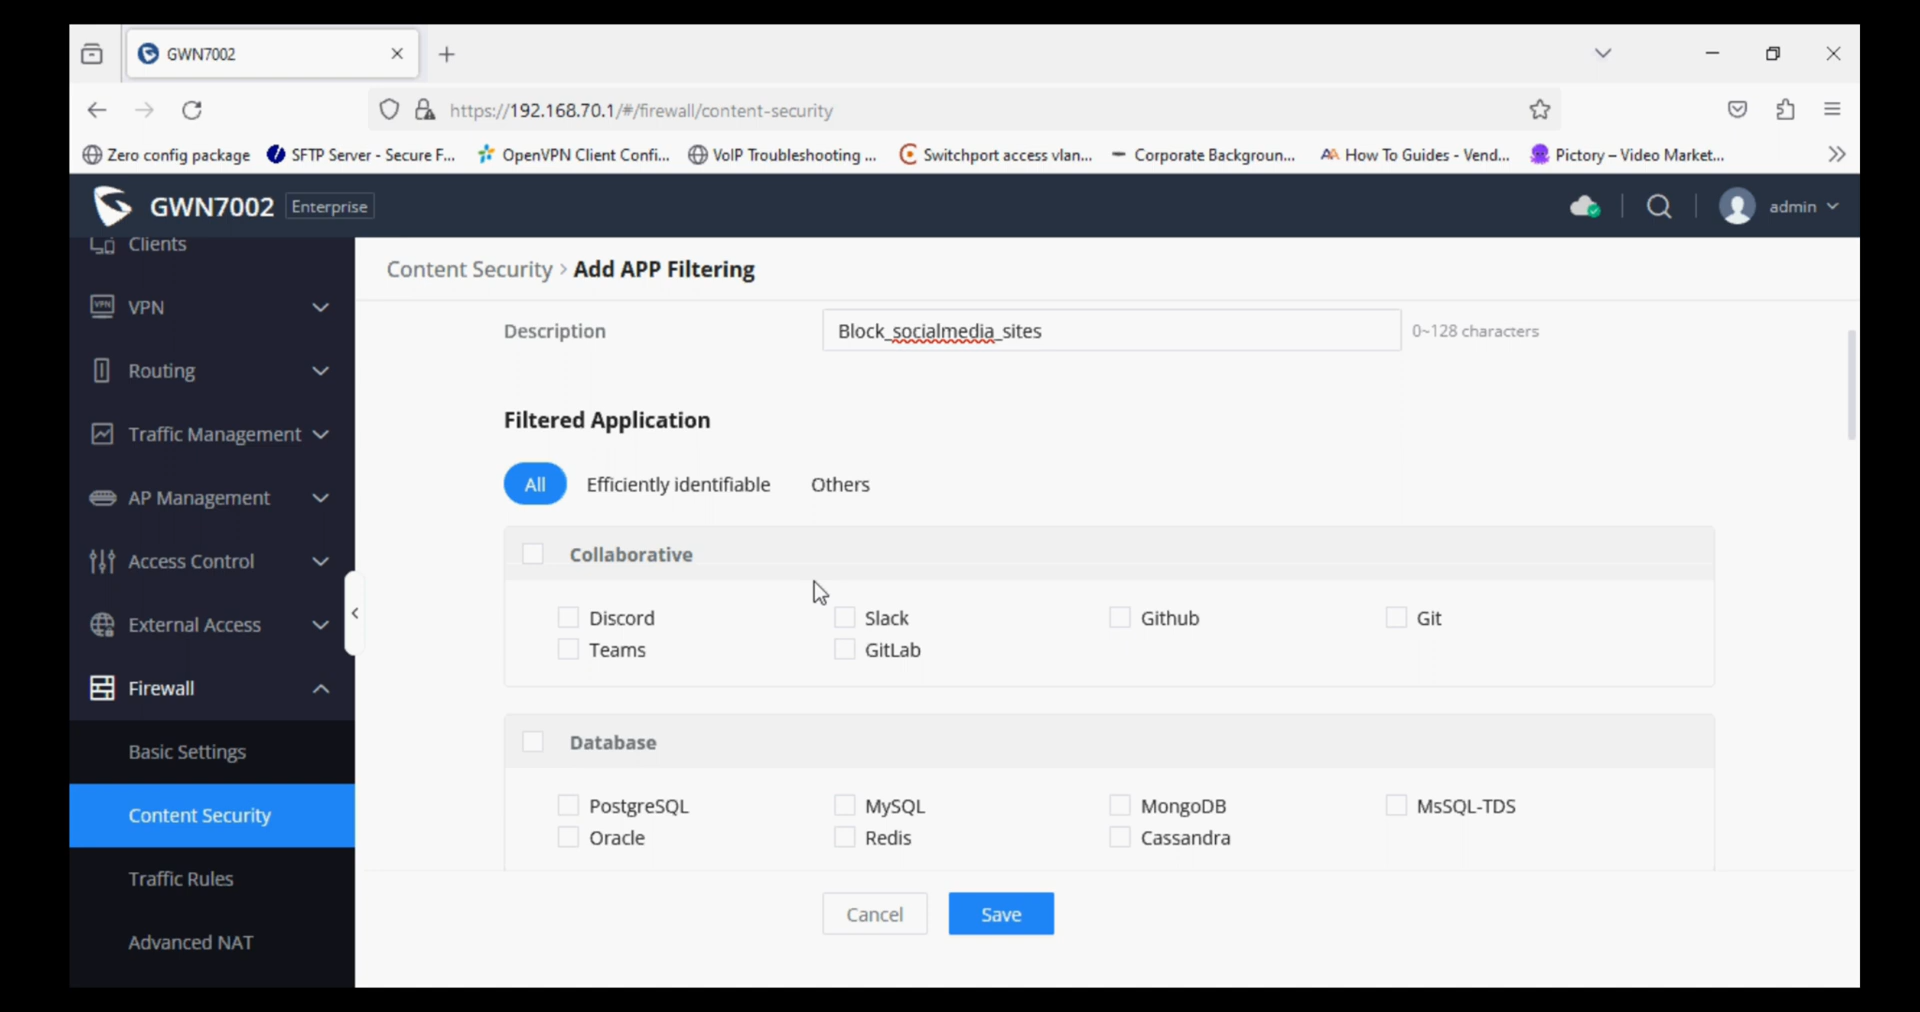 GWN7002
https://192.168.70.1/#/firewall/content-security
Zero config package SFTP Server - Secure F... OpenVPN Client Confi... VoIP Troubleshooting ... Switchport access vlan... Corporate Backgroun... How To Guides - Vend... Pictory – Video Market...
GWN7002 Enterprise admin
Clients
VPN
Routing
Traffic Management
AP Management
Access Control
External Access
Firewall
Basic Settings
Content Security
Traffic Rules
Advanced NAT
Content Security > Add APP Filtering
Description Block_socialmedia_sites 0~128 characters
Filtered Application
All Efficiently identifiable Others
Collaborative
Discord Slack Github Git
Teams GitLab
Database
PostgreSQL MySQL MongoDB MsSQL-TDS
Oracle Redis Cassandra
Cancel Save